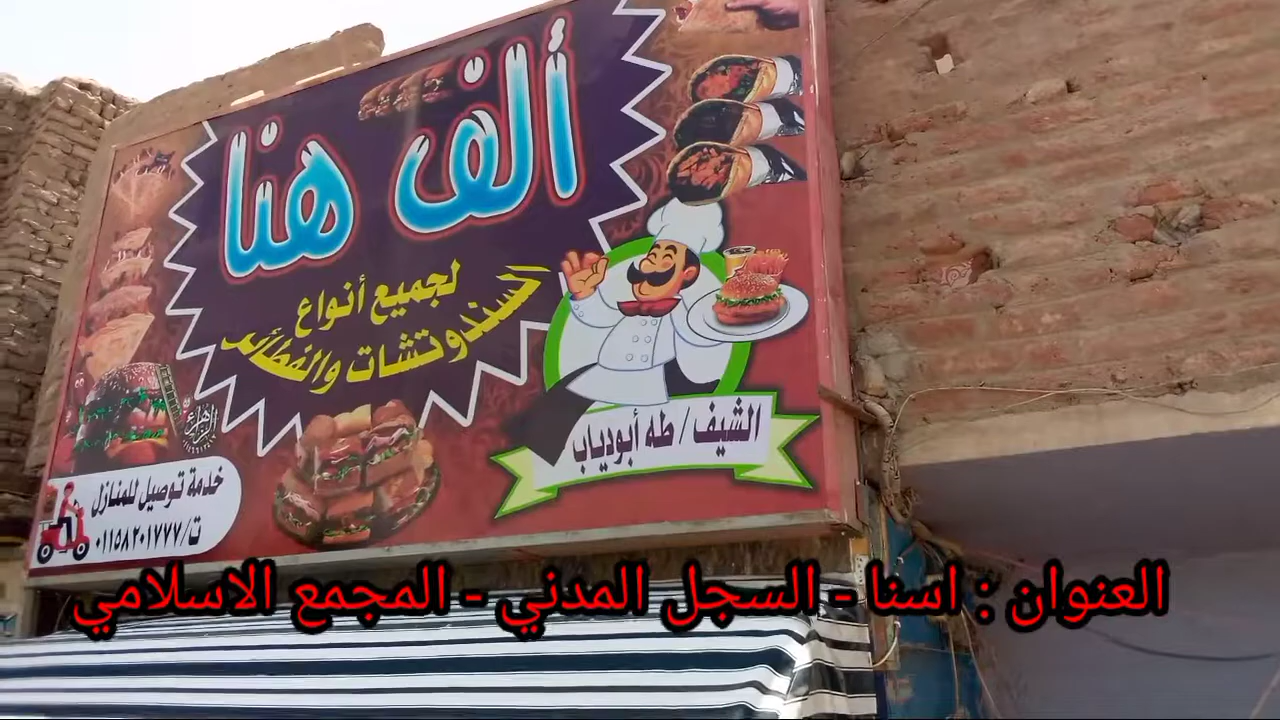 ألف هنا
لجميع أنواع
السندوتشات والفطائر
الشيف / طه أبودياب
الزهراء
خدمة توصيل للمنازل
ت/ ٠١١٥٨٢٠١٧٧٧
العنوان : اسنا - السجل المدني - المجمع الاسلامي